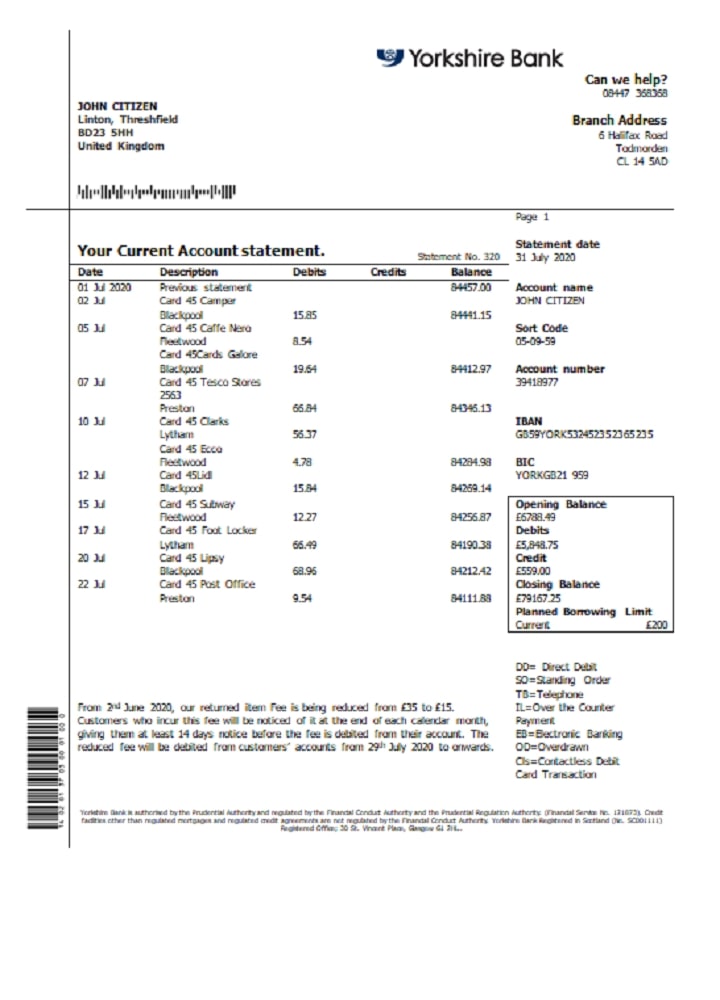 Yorkshire Bank
Can we help?
08447 368368
JOHN CITIZEN
Linton, Threshfield
BD23 5HH
United Kingdom
Branch Address
6 Halifax Road
Todmorden
CL 14 5AD
Page 1
Your Current Account statement.
Statement No. 320
Statement date
31 July 2020
Date Description Debits Credits Balance
01 Jul 2020 Previous statement 84457.00
02 Jul Card 45 Camper
Blackpool 15.85 84441.15
05 Jul Card 45 Caffe Nero
Fleetwood 8.54
Card 45Cards Galore
Blackpool 19.64 84412.97
07 Jul Card 45 Tesco Stores
2563
Preston 66.84 84346.13
10 Jul Card 45 Clarks
Lytham 56.37
Card 45 Ecco
Fleetwood 4.78 84284.98
12 Jul Card 45Lidl
Blackpool 15.84 84269.14
15 Jul Card 45 Subway
Fleetwood 12.27 84256.87
17 Jul Card 45 Foot Locker
Lytham 66.49 84190.38
20 Jul Card 45 Lipsy
Blackpool 68.96 84212.42
22 Jul Card 45 Post Office
Preston 9.54 84111.88
Account name
JOHN CITIZEN
Sort Code
05-09-59
Account number
39418977
IBAN
GB59YORK532452352365235
BIC
YORKGB21 959
Opening Balance
£6788.49
Debits
£5,848.75
Credit
£559.00
Closing Balance
£79167.25
Planned Borrowing Limit
Current £200
DD= Direct Debit
SO=Standing Order
TB=Telephone
IL=Over the Counter
Payment
EB=Electronic Banking
OD=Overdrawn
Cls=Contactless Debit
Card Transaction
From 2nd June 2020, our returned item Fee is being reduced from £35 to £15.
Customers who incur this fee will be noticed of it at the end of each calendar month,
giving them at least 14 days notice before the fee is debited from their account. The
reduced fee will be debited from customers' accounts from 29th July 2020 to onwards.
Yorkshire Bank is authorised by the Prudential Authority and regulated by the Financial Conduct Authority and the Prudential Regulation Authority. (Financial Service No. 121873). Credit
facilities other than regulated mortgages and regulated credit agreements are not regulated by the Financial Conduct Authority. Yorkshire Bank Registered in Scotland (No. SC001111)
Registered Office; 30 St. Vincent Place, Glasgow G1